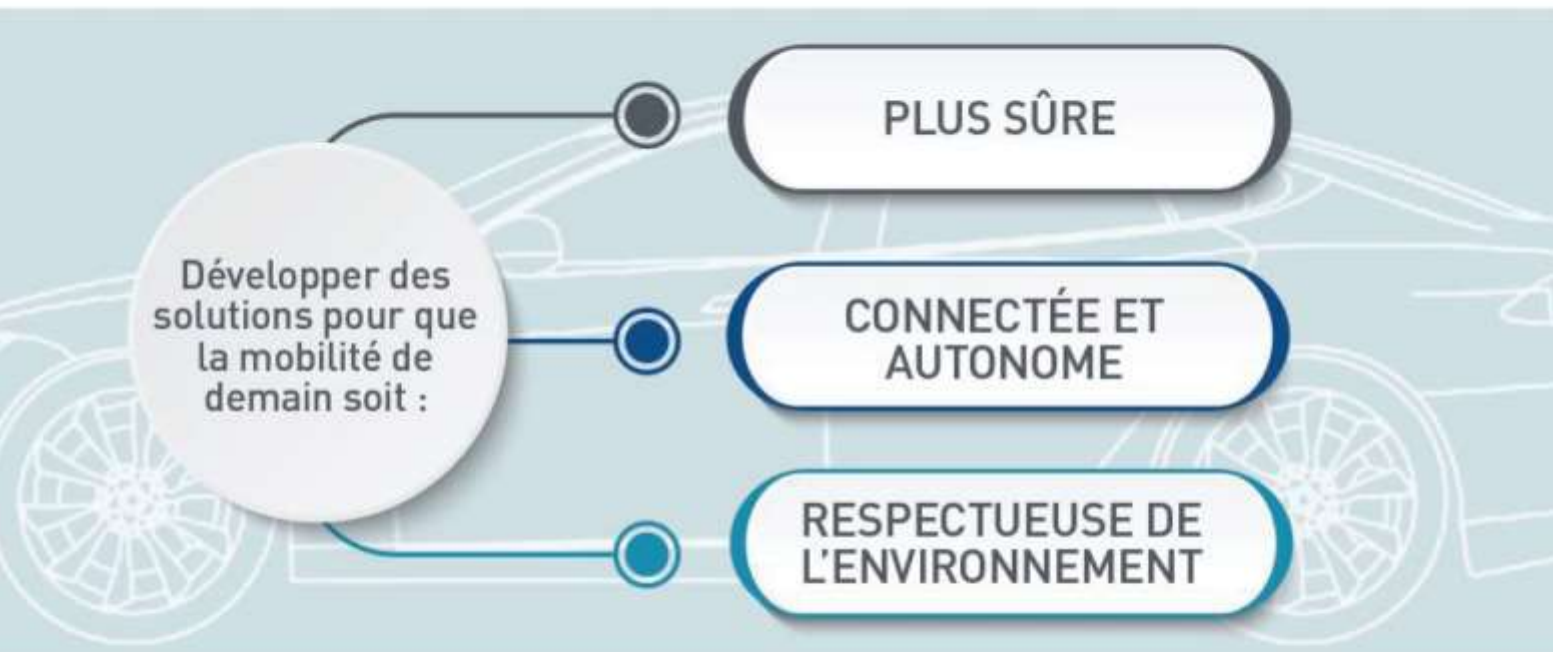 Développer des
solutions pour que
la mobilité de
demain soit :
PLUS SÛRE
CONNECTÉE ET
AUTONOME
RESPECTUEUSE DE
L'ENVIRONNEMENT